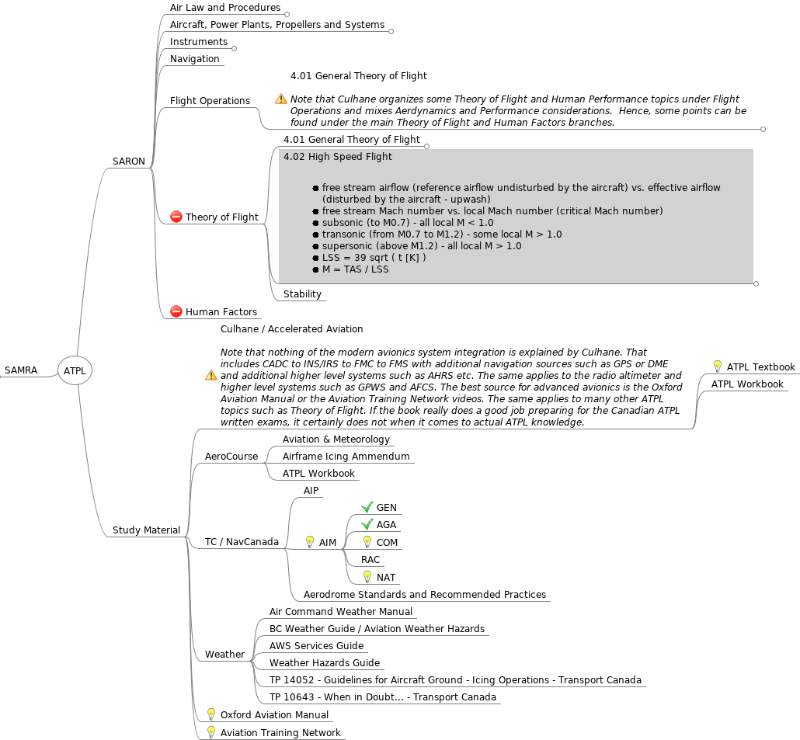 Air Law and Procedures
Aircraft, Power Plants, Propellers and Systems
Instruments
Navigation
4.01 General Theory of Flight
Flight Operations
Note that Culhane organizes some Theory of Flight and Human Performance topics under Flight
Operations and mixes Aerdynamics and Performance considerations.  Hence, some points can be
found under the main Theory of Flight and Human Factors branches.
SARON
4.01 General Theory of Flight
4.02 High Speed Flight
free stream airflow (reference airflow undisturbed by the aircraft) vs. effective airflow
(disturbed by the aircraft - upwash)
free stream Mach number vs. local Mach number (critical Mach number)
subsonic (to M0.7) - all local M < 1.0
transonic (from M0.7 to M1.2) - some local M > 1.0
supersonic (above M1.2) - all local M > 1.0
LSS = 39 sqrt ( t [K] )
M = TAS / LSS
Theory of Flight
Stability
Human Factors
SAMRA
ATPL
Culhane / Accelerated Aviation
Note that nothing of the modern avionics system integration is explained by Culhane. That
includes CADC to INS/IRS to FMC to FMS with additional navigation sources such as GPS or DME
and additional higher level systems such as AHRS etc. The same applies to the radio altimeter and
higher level systems such as GPWS and AFCS. The best source for advanced avionics is the Oxford
Aviation Manual or the Aviation Training Network videos. The same applies to many other ATPL
topics such as Theory of Flight. If the book really does a good job preparing for the Canadian ATPL
written exams, it certainly does not when it comes to actual ATPL knowledge.
ATPL Textbook
ATPL Workbook
AeroCourse
Aviation & Meteorology
Airframe Icing Ammendum
ATPL Workbook
Study Material
TC / NavCanada
AIP
AIM
GEN
AGA
COM
RAC
NAT
Aerodrome Standards and Recommended Practices
Weather
Air Command Weather Manual
BC Weather Guide / Aviation Weather Hazards
AWS Services Guide
Weather Hazards Guide
TP 14052 - Guidelines for Aircraft Ground - Icing Operations - Transport Canada
TP 10643 - When in Doubt... - Transport Canada
Oxford Aviation Manual
Aviation Training Network